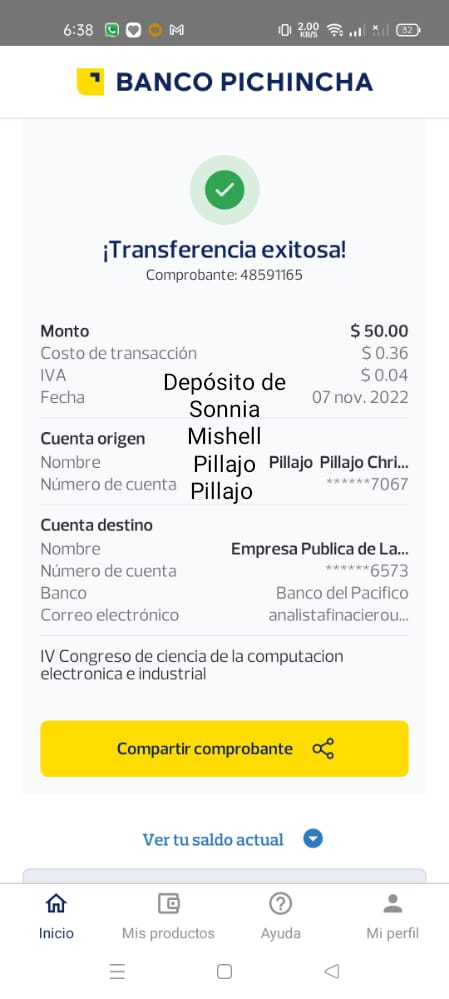 6:38
2.00 KB/S
32
BANCO PICHINCHA
¡Transferencia exitosa!
Comprobante: 48591165
Monto $ 50.00
Costo de transacción $ 0.36
IVA $ 0.04
Fecha 07 nov. 2022
Depósito de
Sonnia
Mishell
Pillajo
Pillajo
Cuenta origen
Nombre Pillajo Pillajo Chri...
Número de cuenta ******7067
Cuenta destino
Nombre Empresa Publica de La...
Número de cuenta ******6573
Banco Banco del Pacifico
Correo electrónico analistafinacierou...
IV Congreso de ciencia de la computacion
electronica e industrial
Compartir comprobante
Ver tu saldo actual
Inicio Mis productos Ayuda Mi perfil